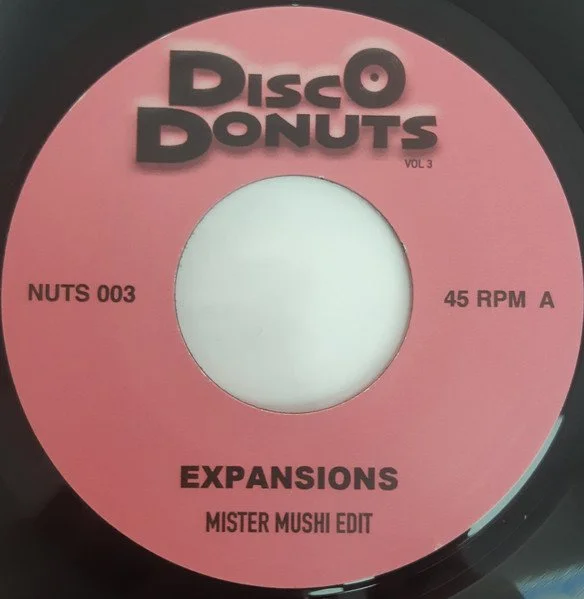 DISCO
DONUTS
VOL 3
NUTS 003
45 RPM A
EXPANSIONS
MISTER MUSHI EDIT